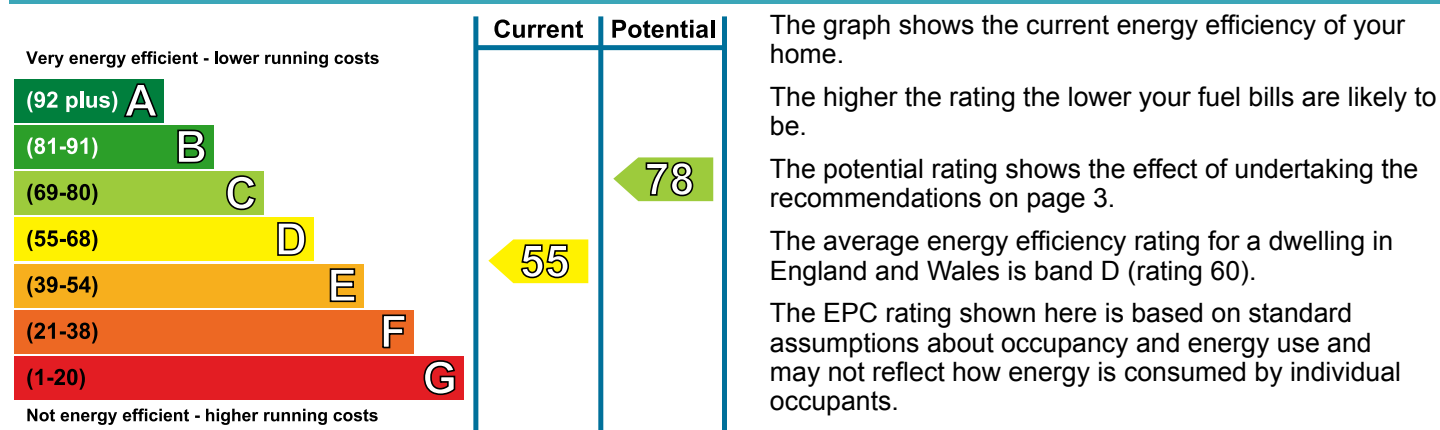 Current Potential
Very energy efficient - lower running costs
(92 plus) A
(81-91) B
(69-80) C
(55-68) D
(39-54) E
(21-38) F
(1-20) G
Not energy efficient - higher running costs
78
55
The graph shows the current energy efficiency of your
home.
The higher the rating the lower your fuel bills are likely to
be.
The potential rating shows the effect of undertaking the
recommendations on page 3.
The average energy efficiency rating for a dwelling in
England and Wales is band D (rating 60).
The EPC rating shown here is based on standard
assumptions about occupancy and energy use and
may not reflect how energy is consumed by individual
occupants.